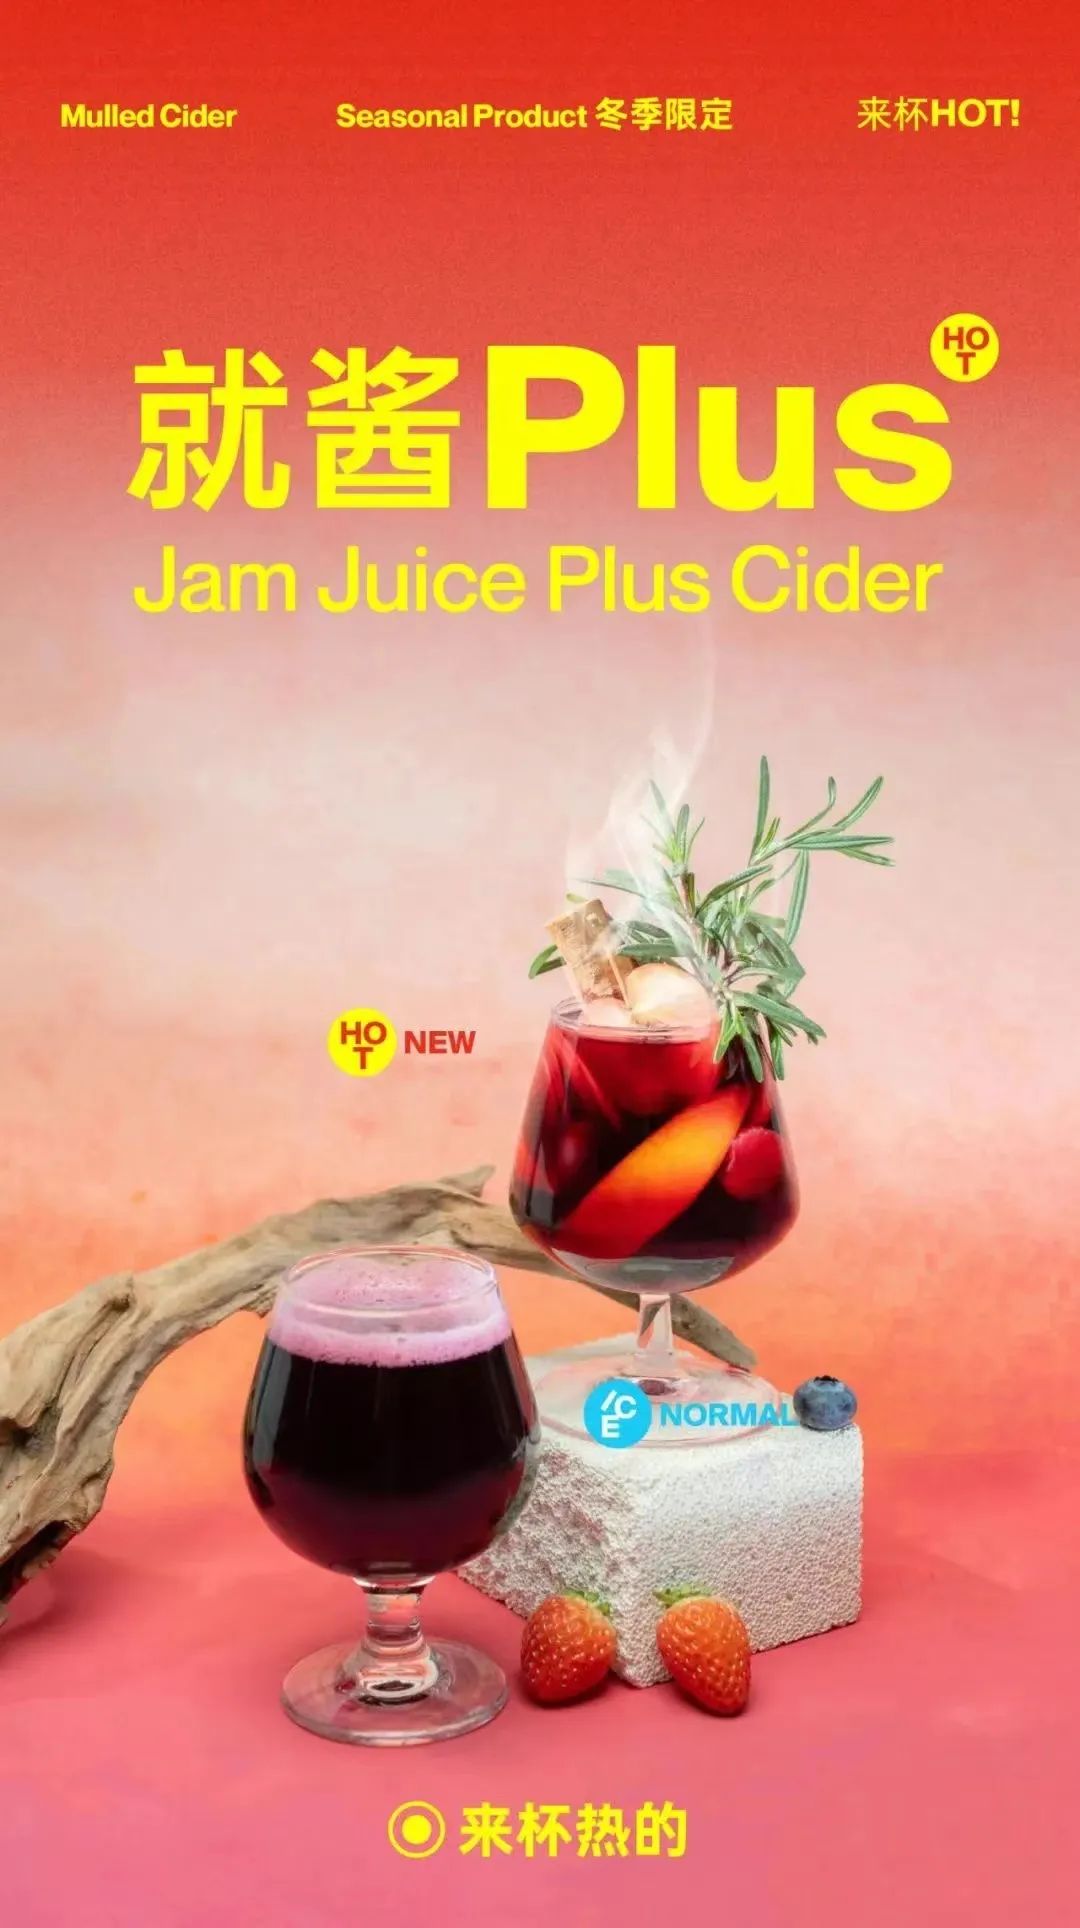 Mulled Cider
Seasonal Product 冬季限定
来杯HOT!
HOT
就酱Plus
Jam Juice Plus Cider
HOT NEW
ICE NORMAL
来杯热的